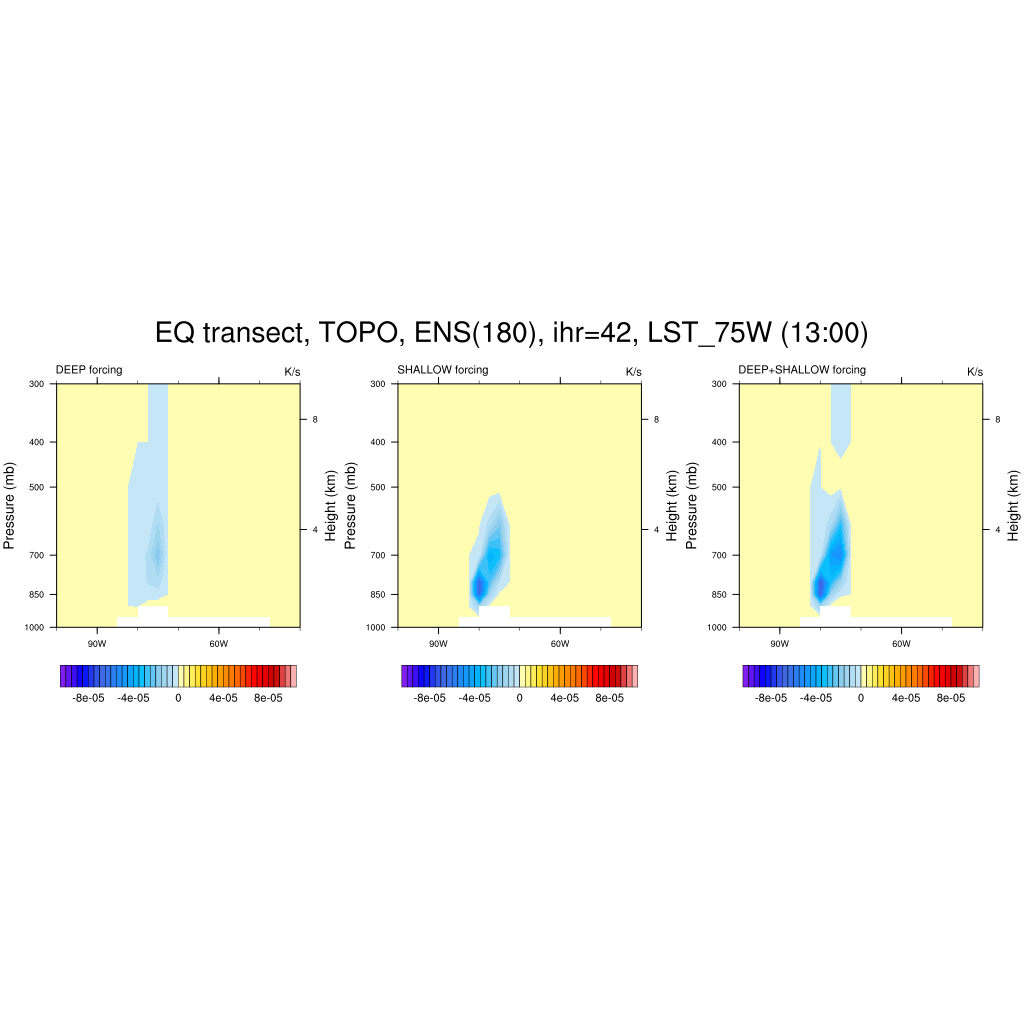 EQ transect, TOPO, ENS(180), ihr=42, LST_75W (13:00)
DEEP forcing K/s
300
400
500
700
850
1000
Pressure (mb)
8
4
Height (km)
90W 60W
-8e-05 -4e-05 0 4e-05 8e-05
SHALLOW forcing K/s
300
400
500
700
850
1000
Pressure (mb)
8
4
Height (km)
90W 60W
-8e-05 -4e-05 0 4e-05 8e-05
DEEP+SHALLOW forcing K/s
300
400
500
700
850
1000
Pressure (mb)
8
4
Height (km)
90W 60W
-8e-05 -4e-05 0 4e-05 8e-05